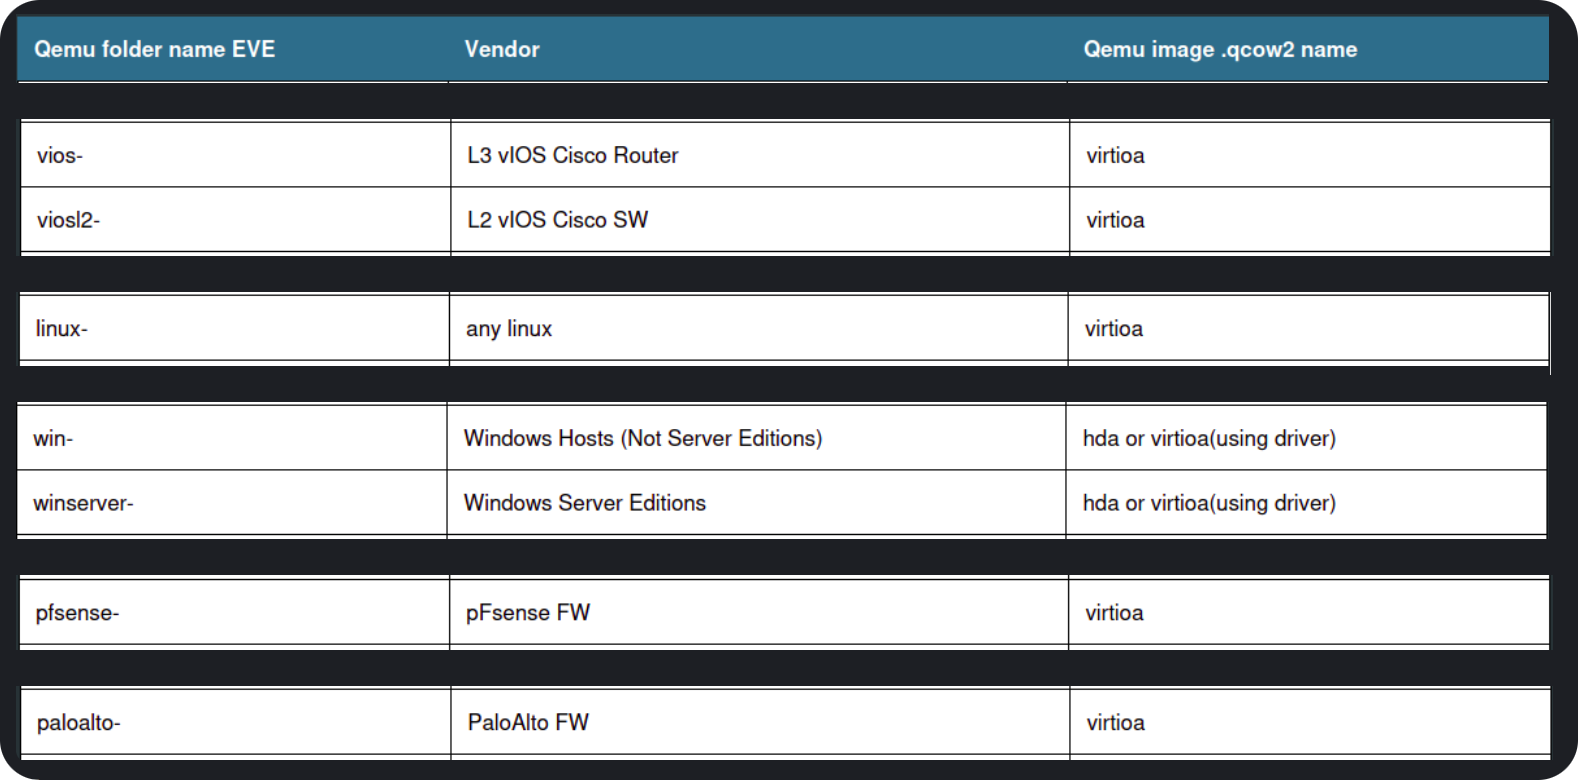 Qemu folder name EVE Vendor Qemu image .qcow2 name
vios- L3 vIOS Cisco Router virtioa
viosl2- L2 vIOS Cisco SW virtioa
linux- any linux virtioa
win- Windows Hosts (Not Server Editions) hda or virtioa(using driver)
winserver- Windows Server Editions hda or virtioa(using driver)
pfsense- pFsense FW virtioa
paloalto- PaloAlto FW virtioa